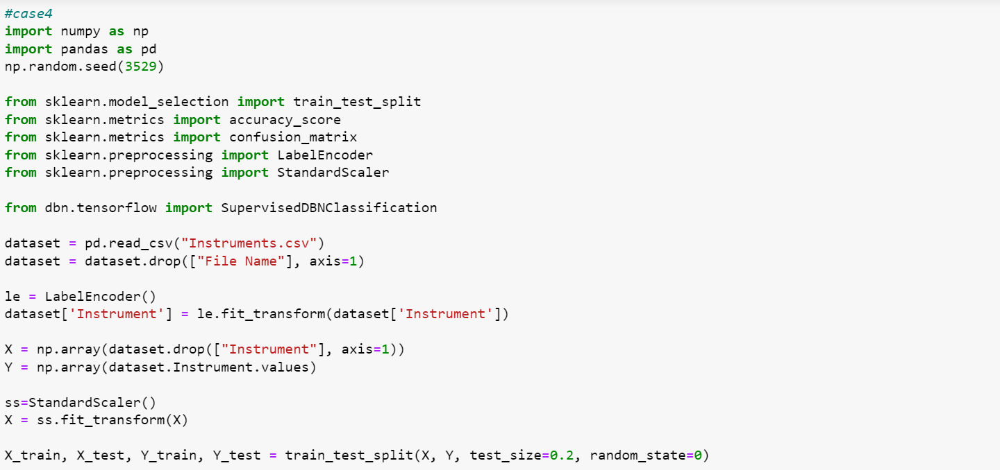 #case4
import numpy as np
import pandas as pd
np.random.seed(3529)
from sklearn.model_selection import train_test_split
from sklearn.metrics import accuracy_score
from sklearn.metrics import confusion_matrix
from sklearn.preprocessing import LabelEncoder
from sklearn.preprocessing import StandardScaler
from dbn.tensorflow import SupervisedDBNClassification
dataset = pd.read_csv("Instruments.csv")
dataset = dataset.drop(["File Name"], axis=1)
le = LabelEncoder()
dataset['Instrument'] = le.fit_transform(dataset['Instrument'])
X = np.array(dataset.drop(["Instrument"], axis=1))
Y = np.array(dataset.Instrument.values)
ss=StandardScaler()
X = ss.fit_transform(X)
X_train, X_test, Y_train, Y_test = train_test_split(X, Y, test_size=0.2, random_state=0)